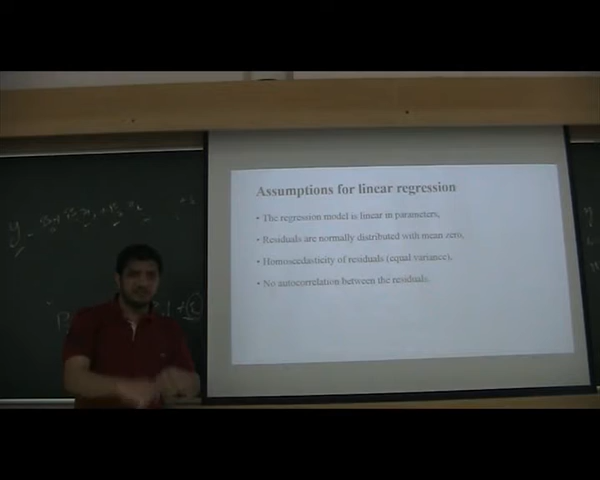 Assumptions for linear regression
• The regression model is linear in parameters,
• Residuals are normally distributed with mean zero,
• Homoscedasticity of residuals (equal variance),
• No autocorrelation between the residuals.